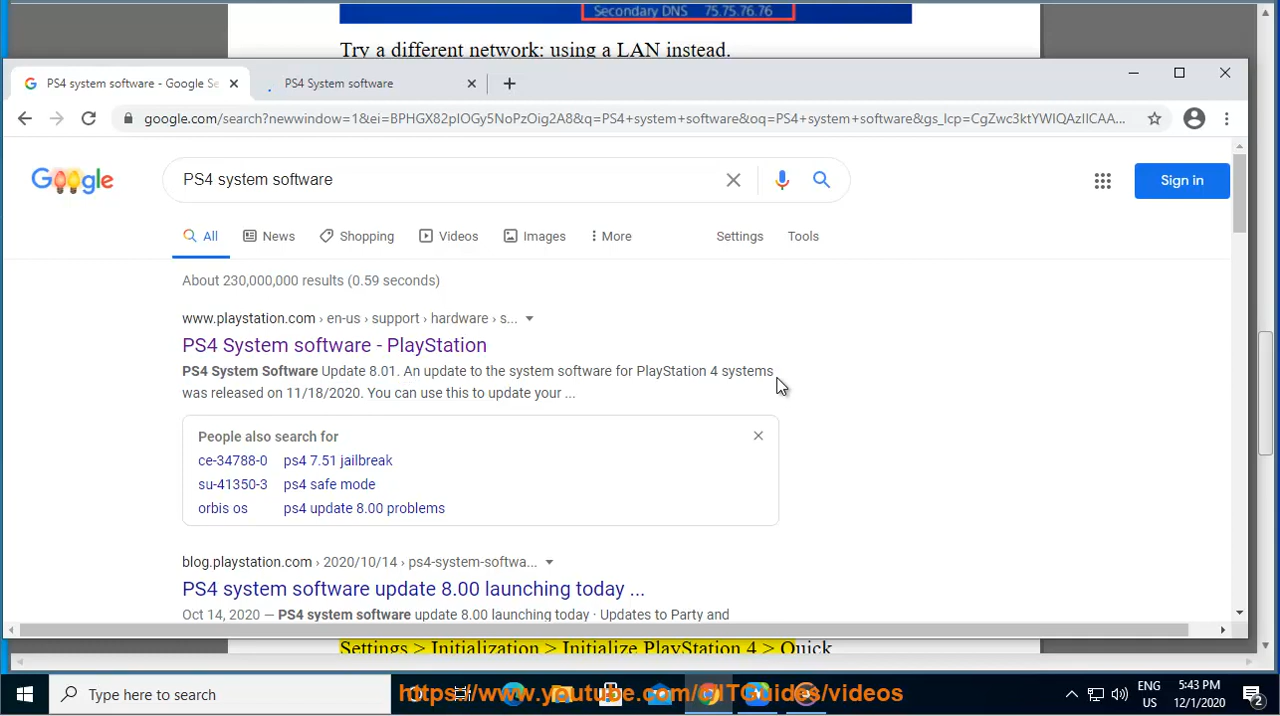 Secondary DNS 75.75.76.76
Try a different network: using a LAN instead.
PS4 system software - Google Se
PS4 System software
google.com/search?newwindow=1&ei=BPHGX82pIOGy5NoPzOig2A8&q=PS4+system+software&oq=PS4+system+software&gs_lcp=CgZwc3ktYWIQAzIICAA...
Google
PS4 system software
Sign in
All News Shopping Videos Images More Settings Tools
About 230,000,000 results (0.59 seconds)
www.playstation.com › en-us › support › hardware › s...
PS4 System software - PlayStation
PS4 System Software Update 8.01. An update to the system software for PlayStation 4 systems
was released on 11/18/2020. You can use this to update your ...
People also search for
ce-34788-0 ps4 7.51 jailbreak
su-41350-3 ps4 safe mode
orbis os ps4 update 8.00 problems
blog.playstation.com › 2020/10/14 › ps4-system-softwa...
PS4 system software update 8.00 launching today ...
Oct 14, 2020 — PS4 system software update 8.00 launching today · Updates to Party and
Settings > Initialization > Initialize PlayStation 4 > Quick
Type here to search
ENG
US
5:43 PM
12/1/2020
2